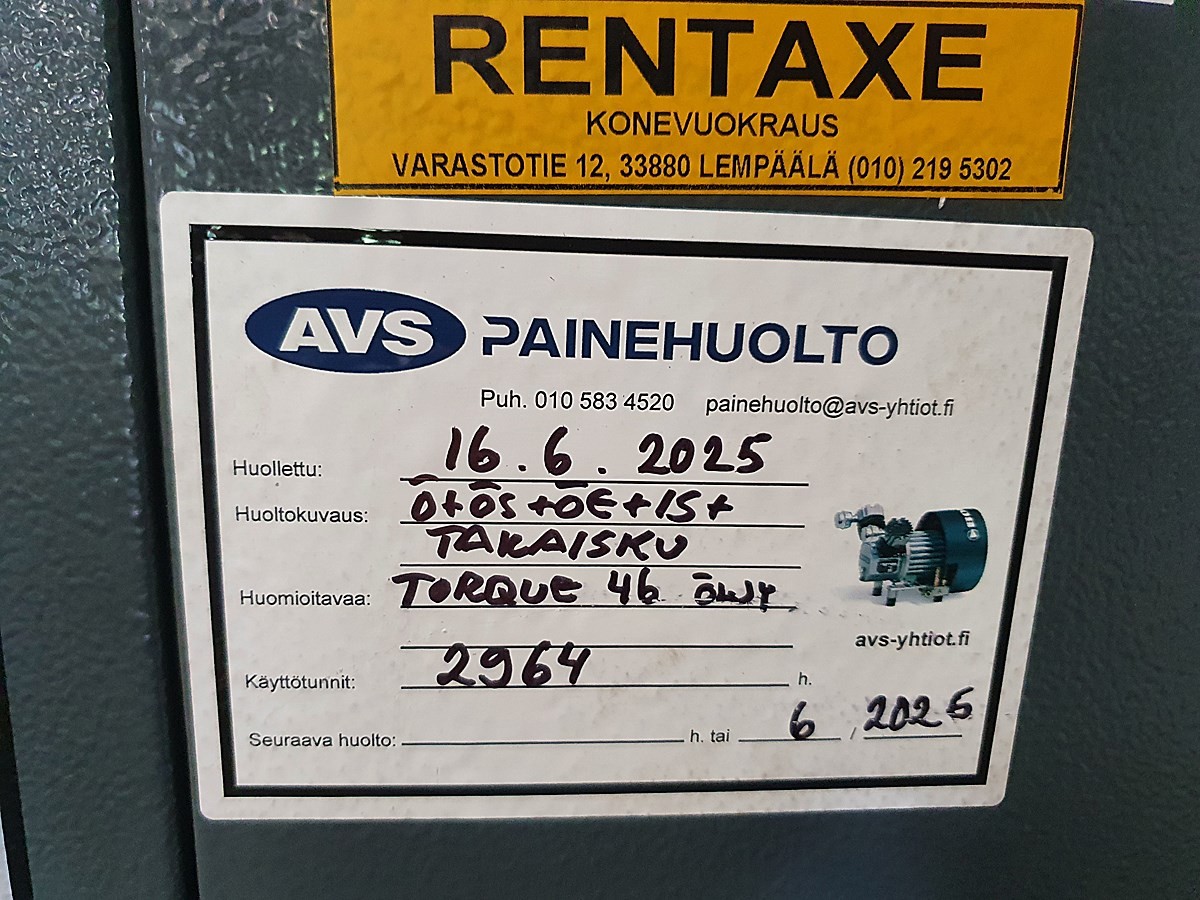 RENTAXE
KONEVUOKRAUS
VARASTOTIE 12, 33880 LEMPÄÄLÄ (010) 219 5302
AVS PAINEHUOLTO
Puh. 010 583 4520 painehuolto@avs-yhtiot.fi
Huollettu: 16.6.2025
Huoltokuvaus: Ö+ÖS+ÖE+IS+
TAKAISKU
Huomioitavaa: TORQUE 46 ÖLJY
avs-yhtiot.fi
Käyttötunnit: 2964 h.
Seuraava huolto: h. tai 6 / 2026